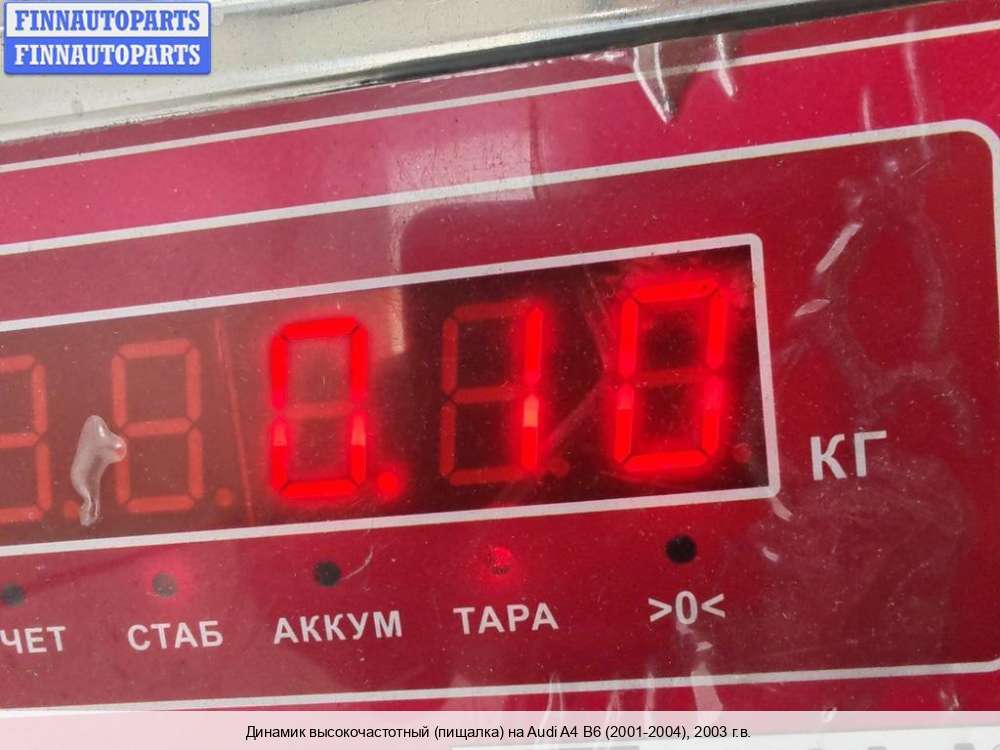 FINNAUTOPARTS
FINNAUTOPARTS
0.10
КГ
ЧЕТ СТАБ АККУМ ТАРА >0<
Динамик высокочастотный (пищалка) на Audi A4 B6 (2001-2004), 2003 г.в.